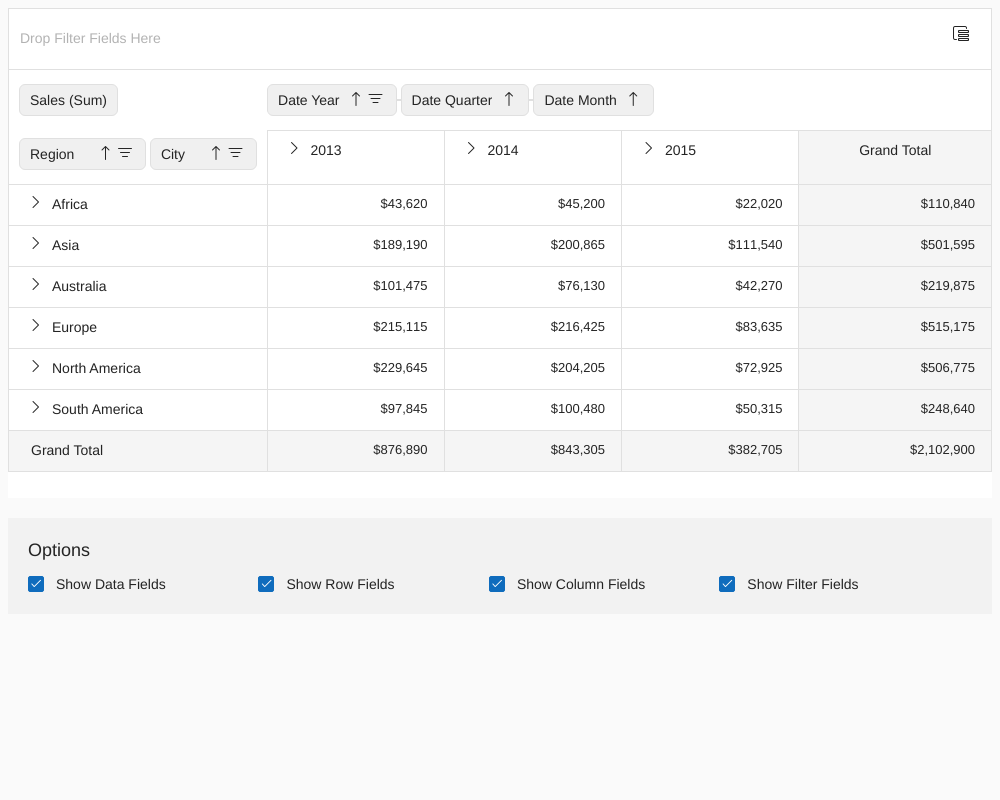 Drop Filter Fields Here
Sales (Sum) Date Year Date Quarter Date Month
Region City 2013 2014 2015 Grand Total
Africa $43,620 $45,200 $22,020 $110,840
Asia $189,190 $200,865 $111,540 $501,595
Australia $101,475 $76,130 $42,270 $219,875
Europe $215,115 $216,425 $83,635 $515,175
North America $229,645 $204,205 $72,925 $506,775
South America $97,845 $100,480 $50,315 $248,640
Grand Total $876,890 $843,305 $382,705 $2,102,900
Options
Show Data Fields Show Row Fields Show Column Fields Show Filter Fields